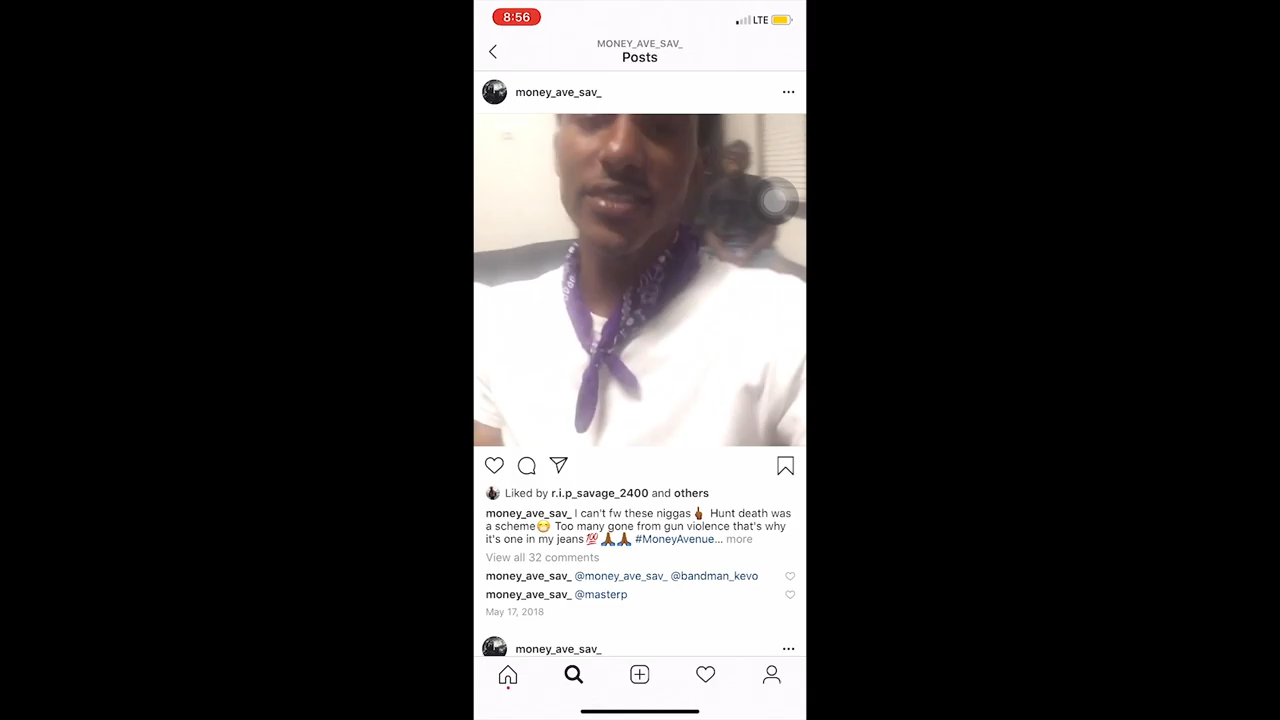 8:56
LTE
MONEY_AVE_SAV_
Posts
money_ave_sav_
Liked by r.i.p_savage_2400 and others
money_ave_sav_ I can't fw these niggas🖕🏾 Hunt death was
a scheme😁 Too many gone from gun violence that's why
it's one in my jeans💯🙏🏾🙏🏾 #MoneyAvenue... more
View all 32 comments
money_ave_sav_ @money_ave_sav_ @bandman_kevo
money_ave_sav_ @masterp
May 17, 2018
money_ave_sav_